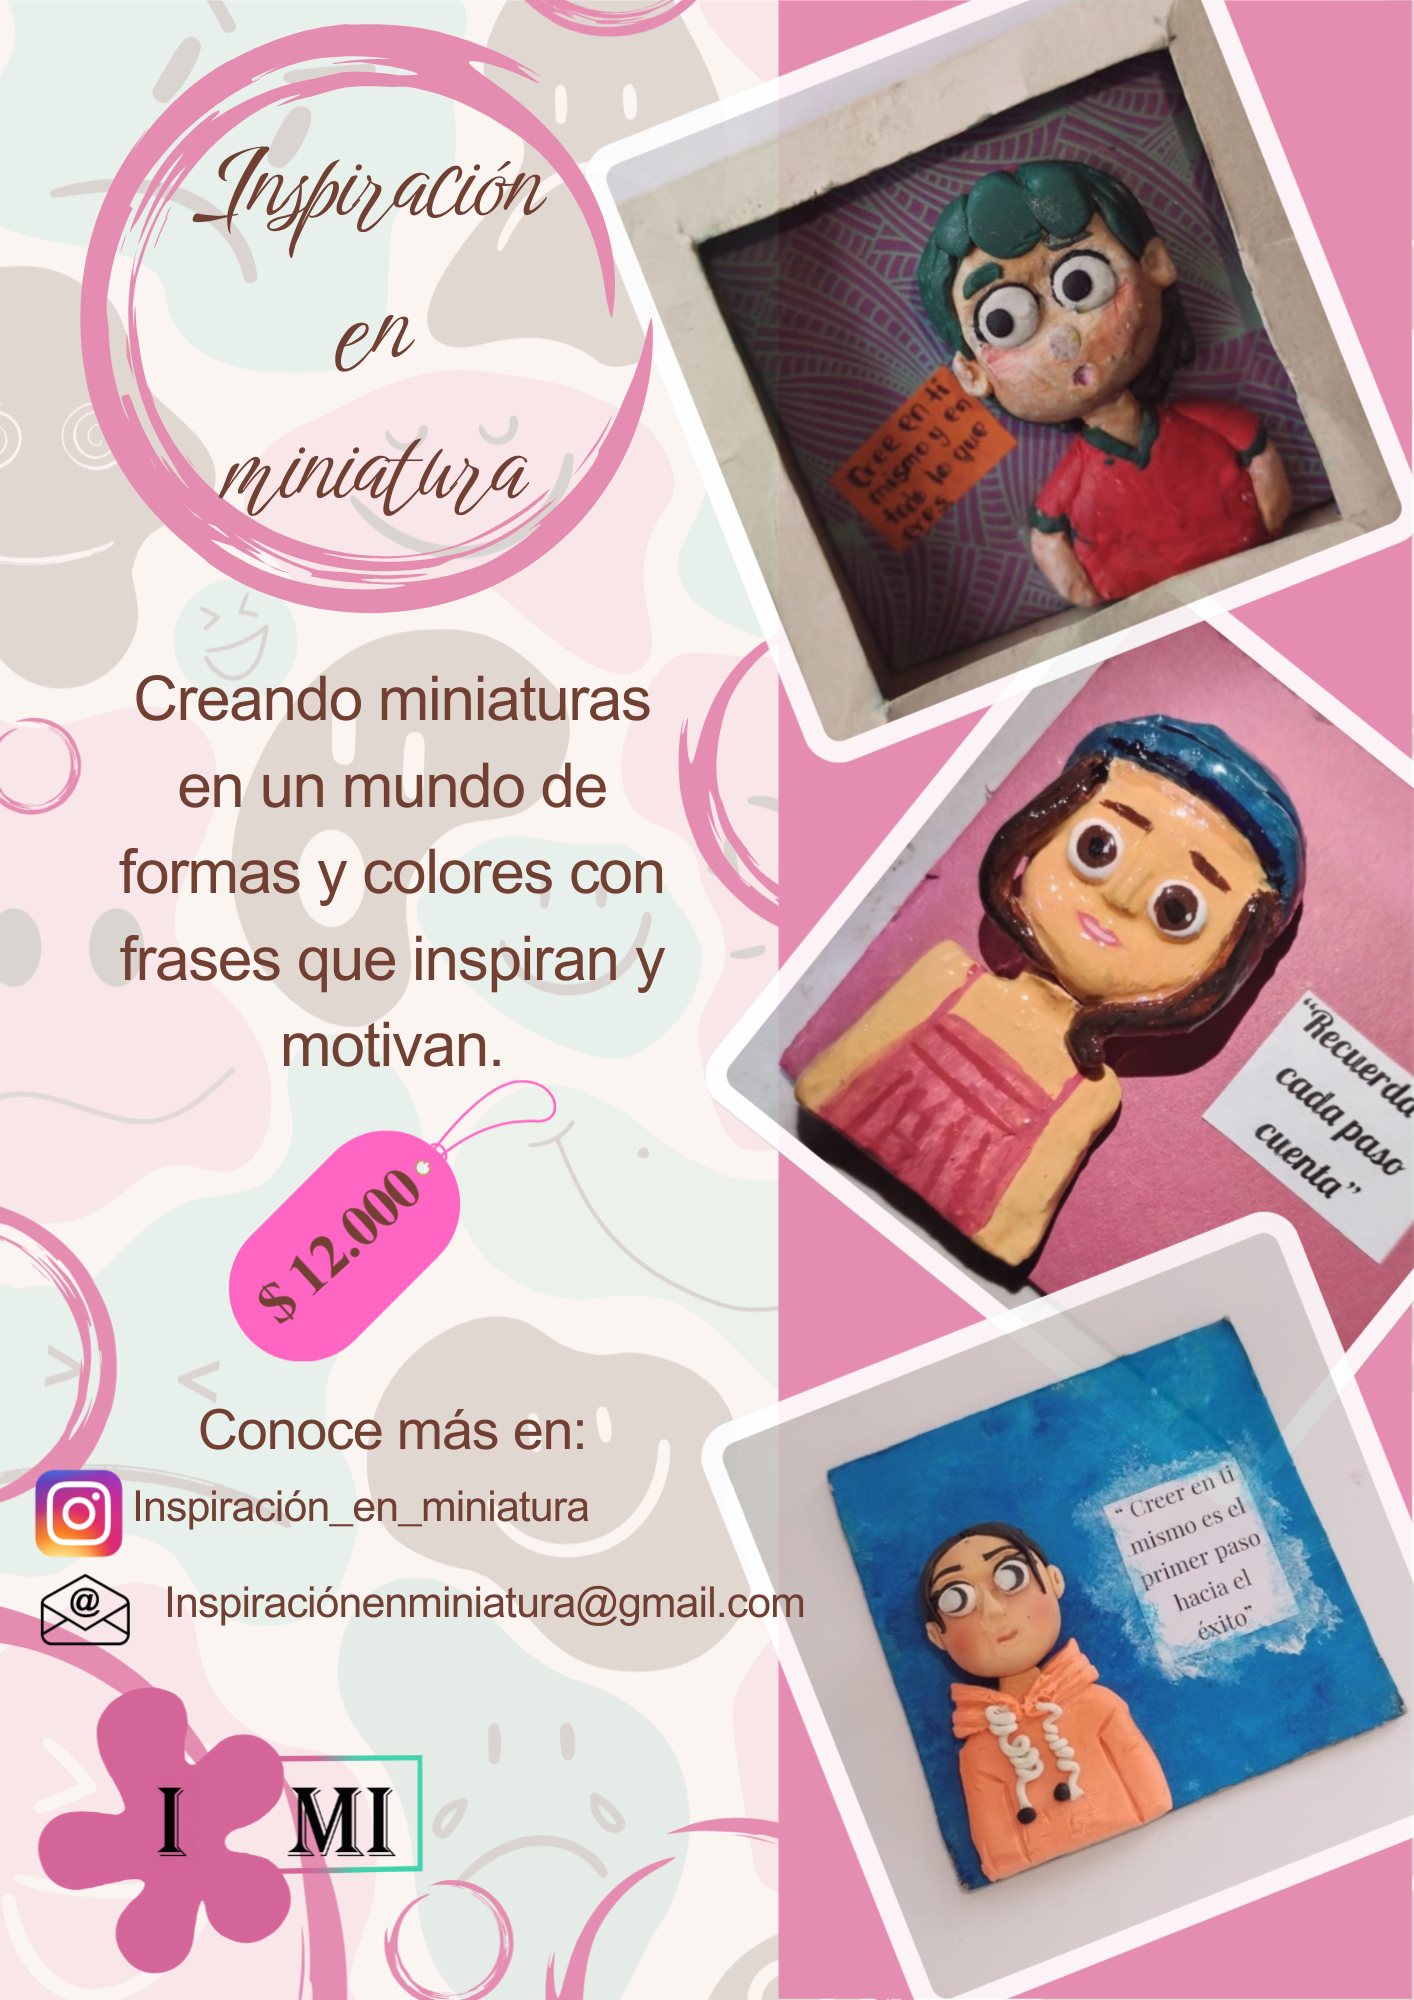 Inspiración
en
miniatura
Creando miniaturas
en un mundo de
formas y colores con
frases que inspiran y
motivan.
$ 12.000
Conoce más en:
Inspiración_en_miniatura
@
Inspiraciónenminiatura@gmail.com
I MI
Cree en ti
mismo y en
todo lo que
eres
“Recuerda
cada paso
cuenta”
“ Creer en ti
mismo es el
primer paso
hacia el
éxito”